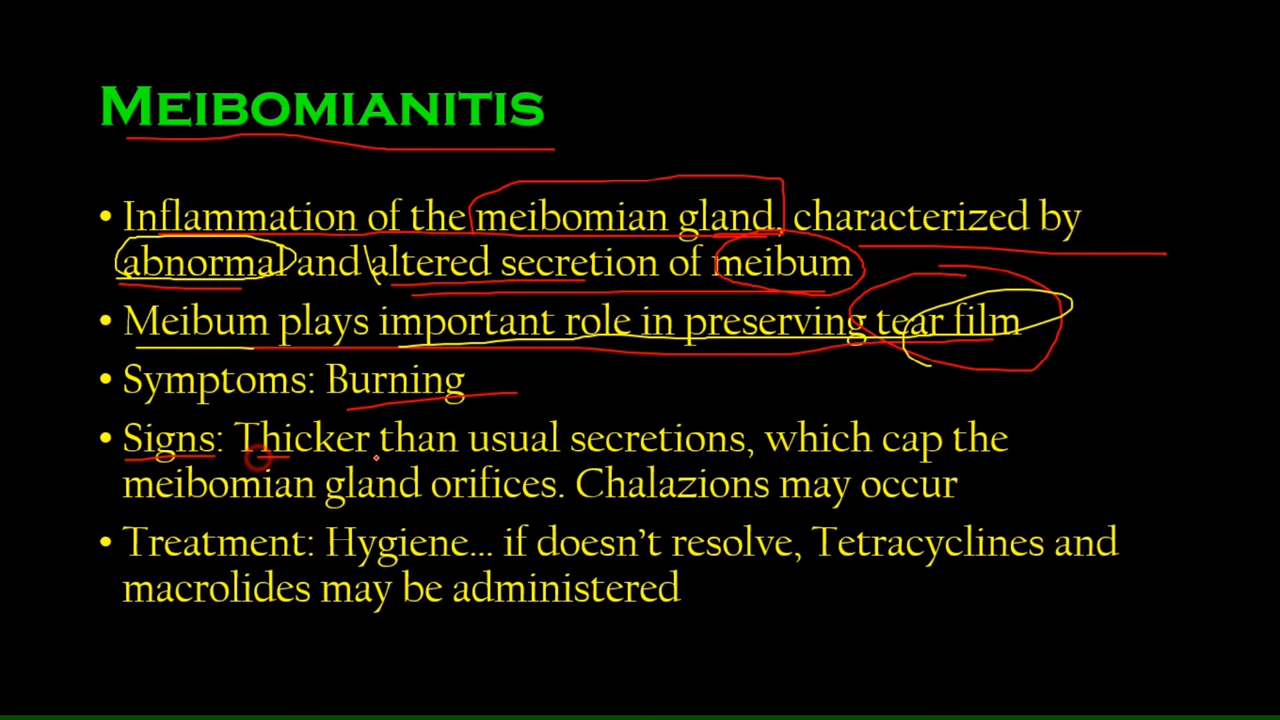 MEIBOMIANITIS
• Inflammation of the meibomian gland, characterized by
abnormal and altered secretion of meibum
• Meibum plays important role in preserving tear film
• Symptoms: Burning
• Signs: Thicker than usual secretions, which cap the
meibomian gland orifices. Chalazions may occur
• Treatment: Hygiene... if doesn't resolve, Tetracyclines and
macrolides may be administered